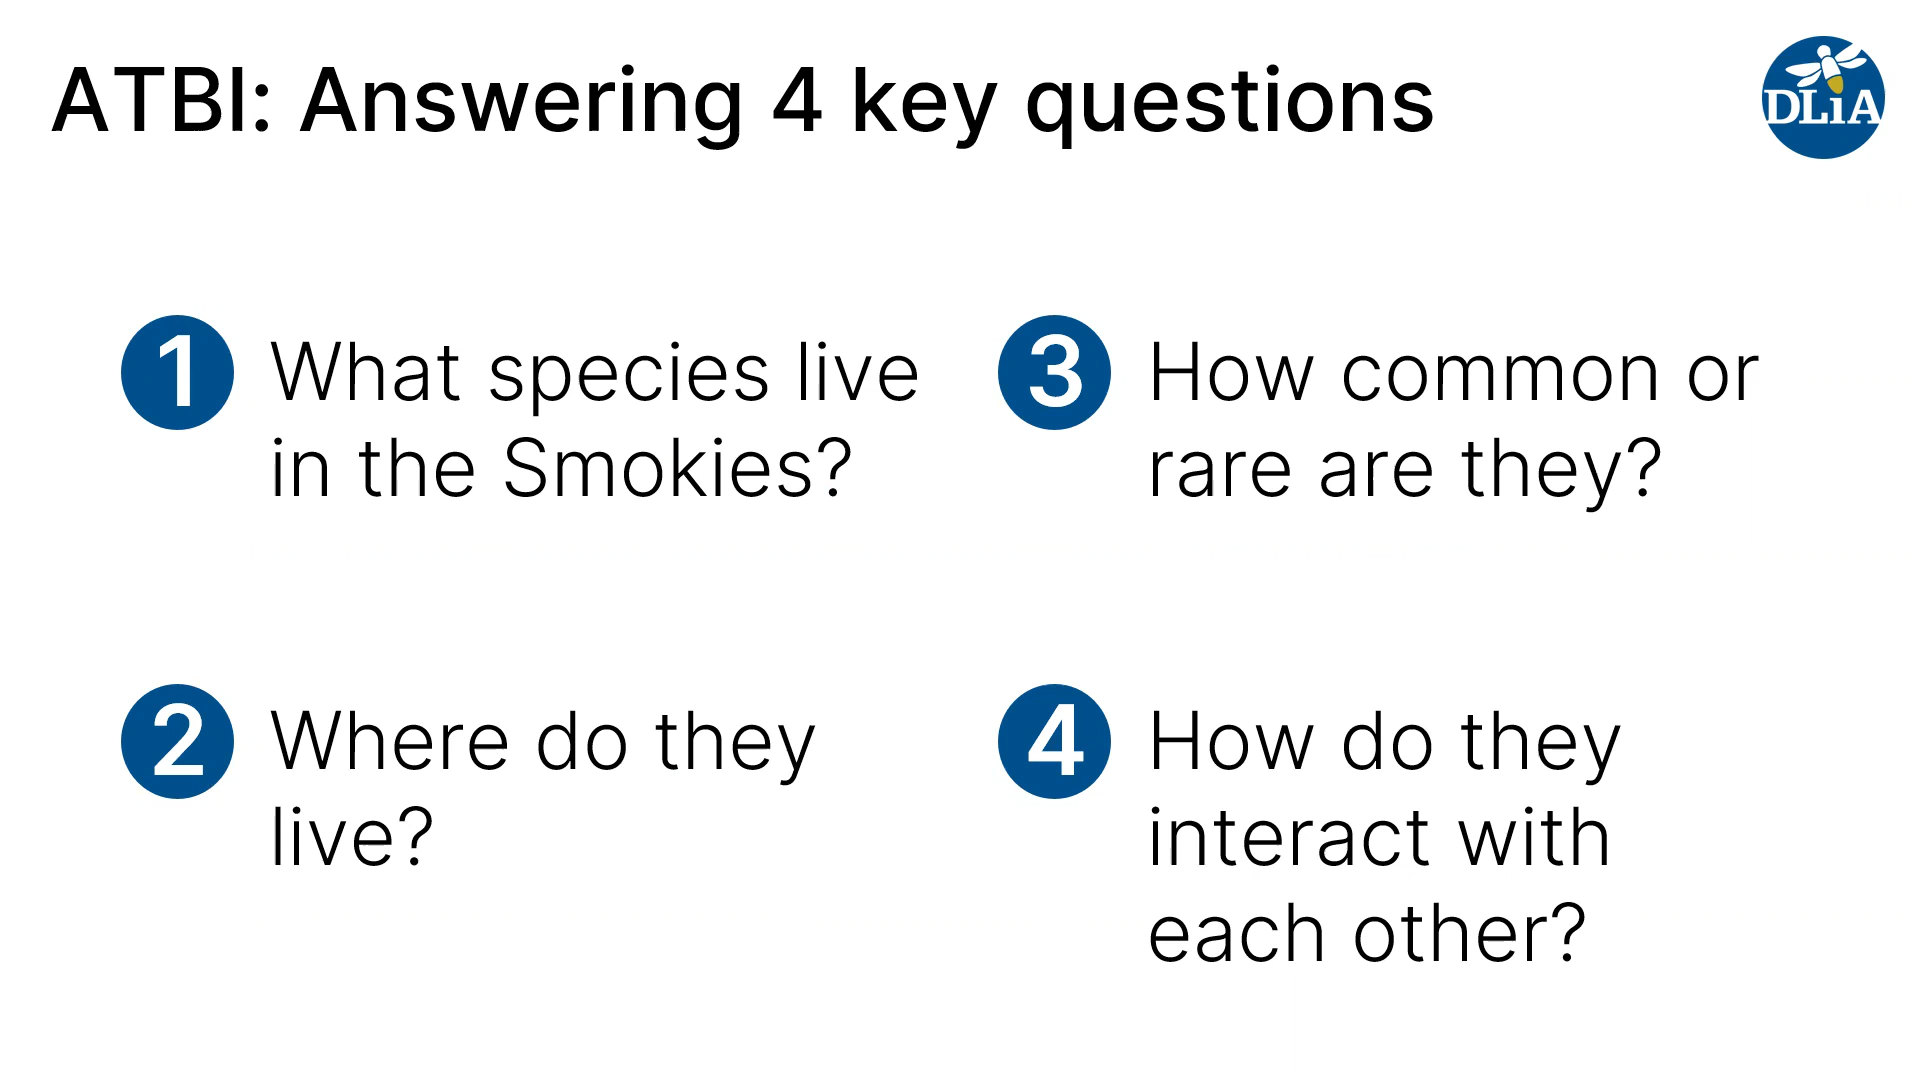 ATBI: Answering 4 key questions
DLiA
1
What species live
in the Smokies?
2
Where do they
live?
3
How common or
rare are they?
4
How do they
interact with
each other?